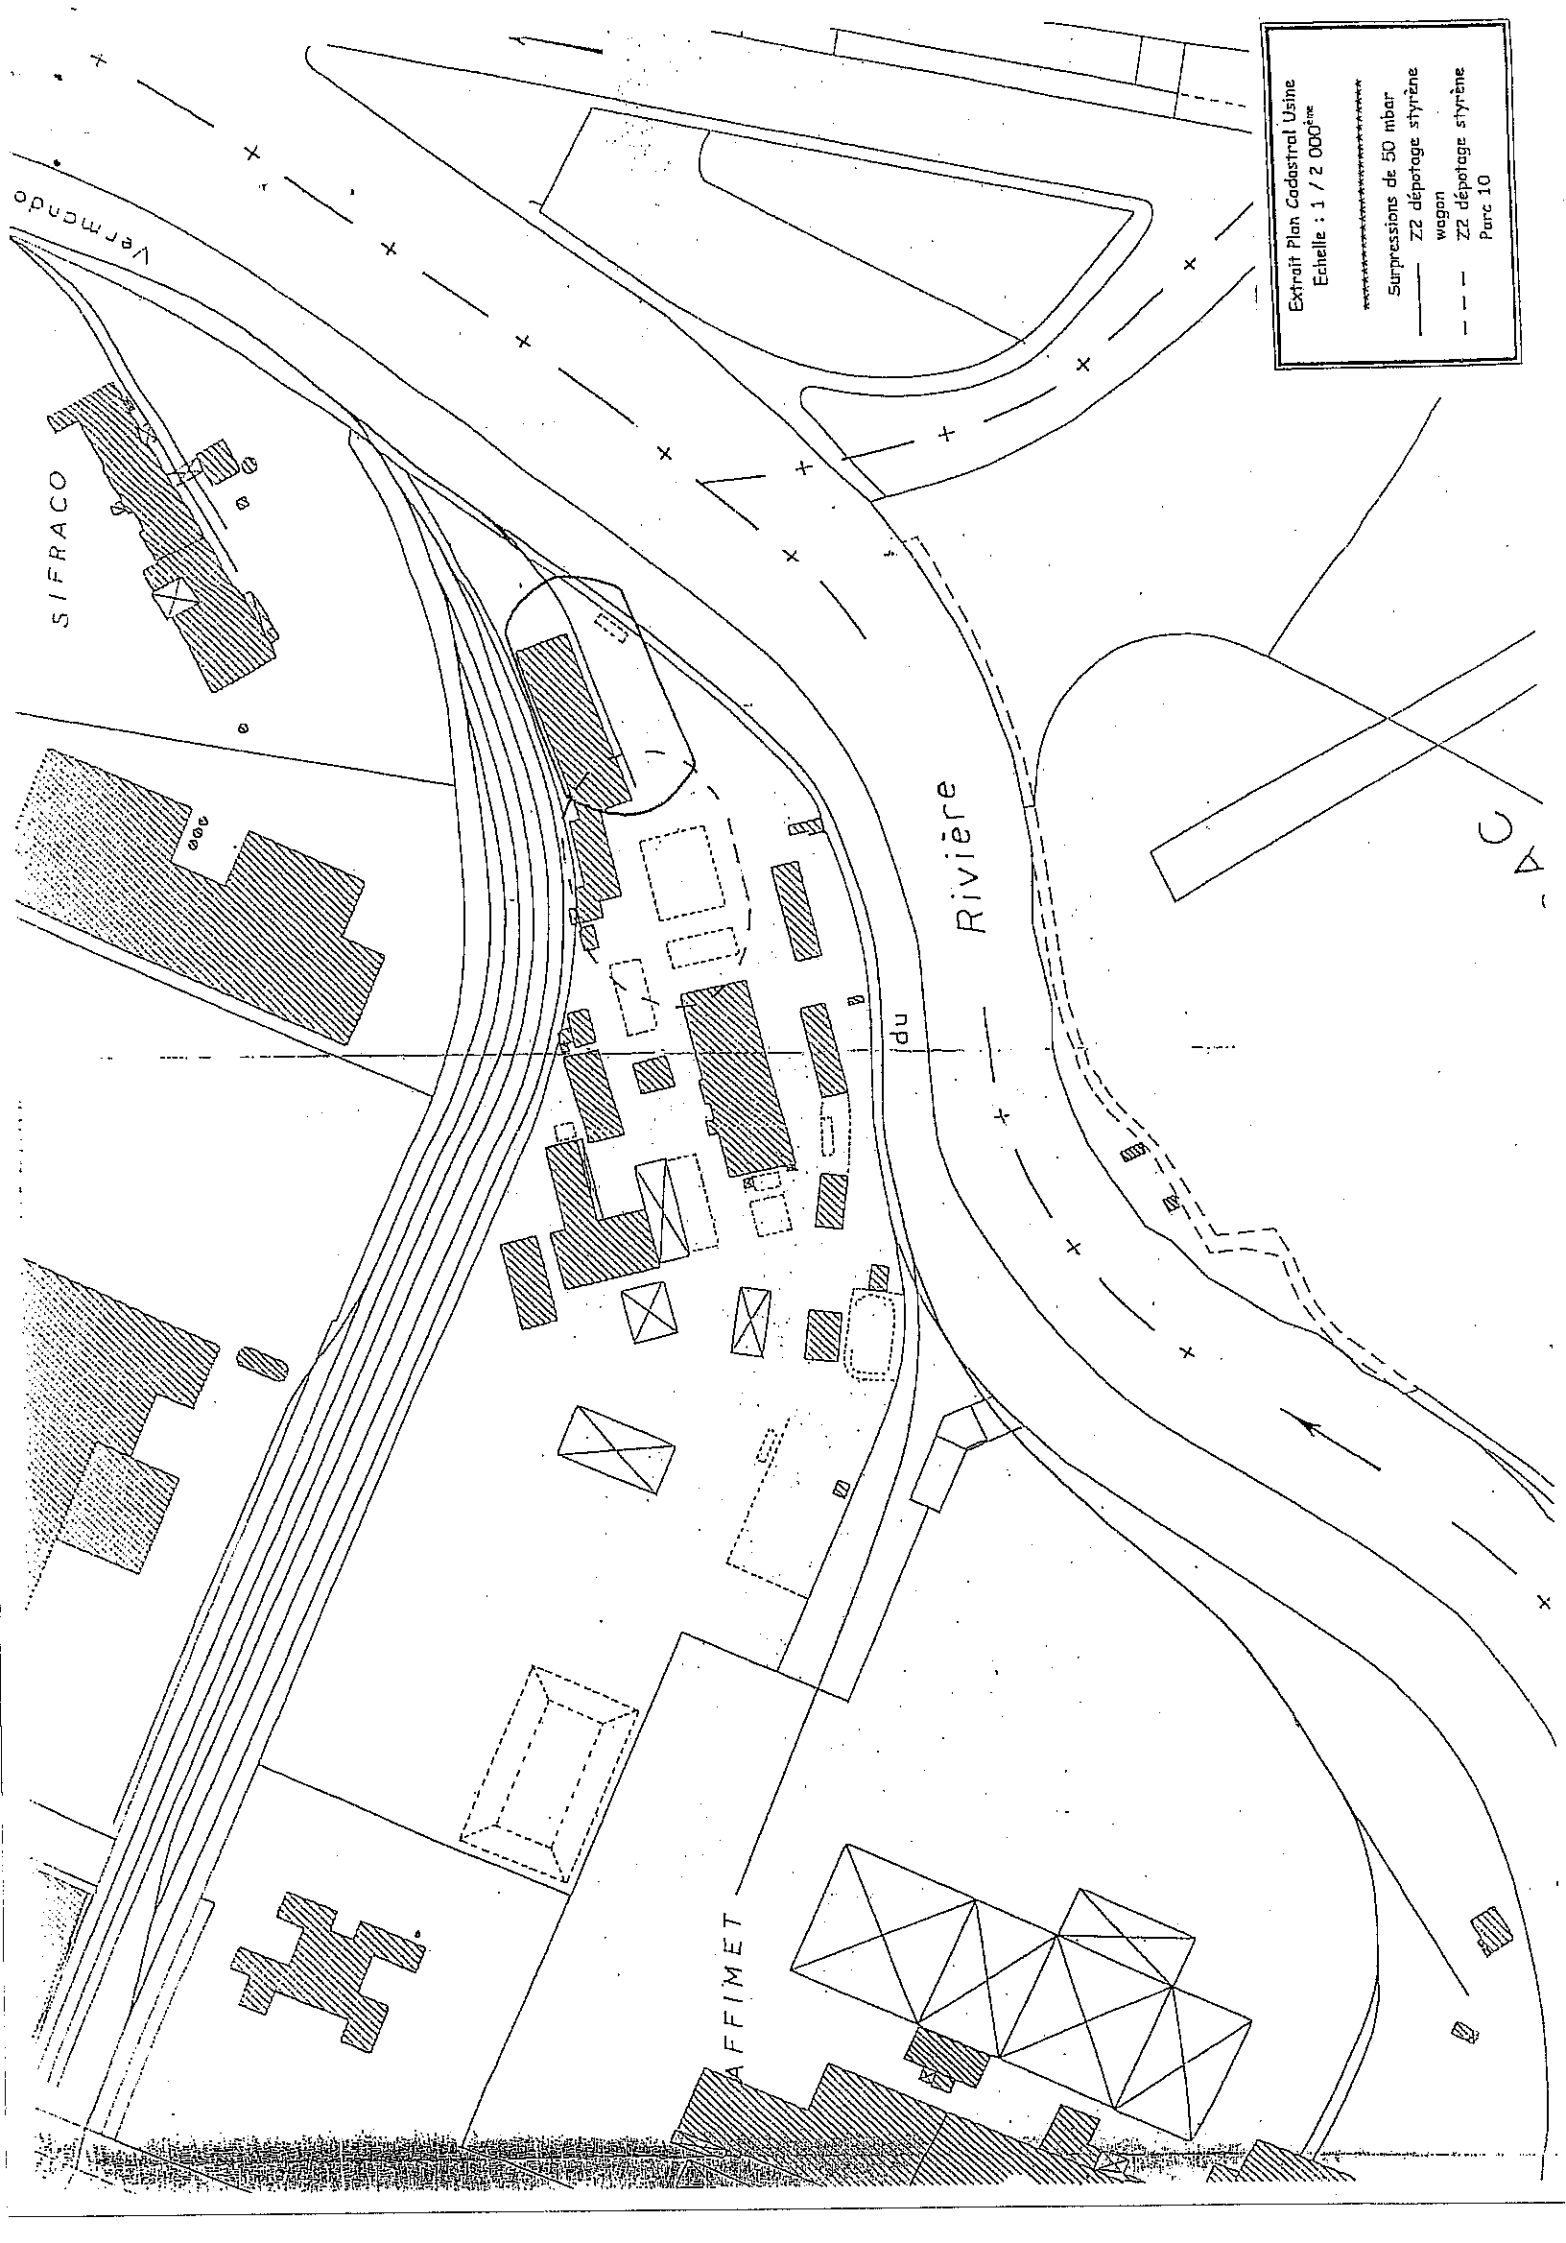 Extrait Plan Cadastral Usine
Echelle : 1 / 2 000ème
xxxxxxxxxxxxxxxxxxxxxxxx
Surpressions de 50 mbar
Z2 dépotage styrène
wagon
Z2 dépotage styrène
Parc 10
Vermando
SIFRACO
Rivière
du
AFFIMET
A C